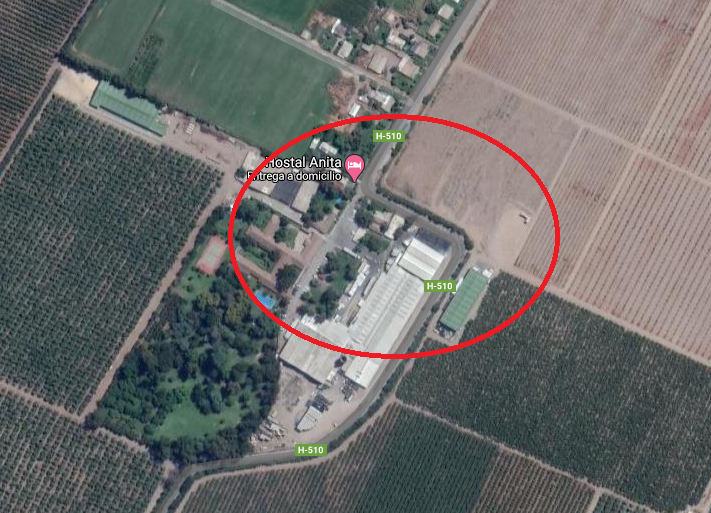 H-510
Hostal Anita
Entrega a domicilio
H-510
H-510